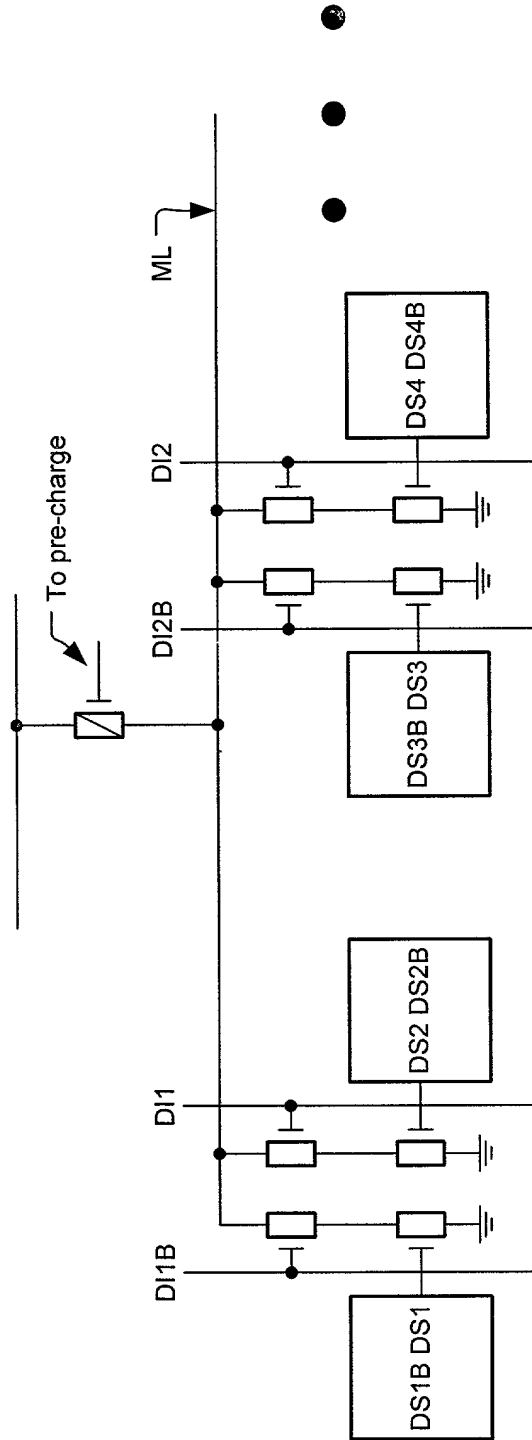 To pre-charge
ML
DI1B
DI1
DI2B
DI2
DS1B DS1
DS2 DS2B
DS3B DS3
DS4 DS4B